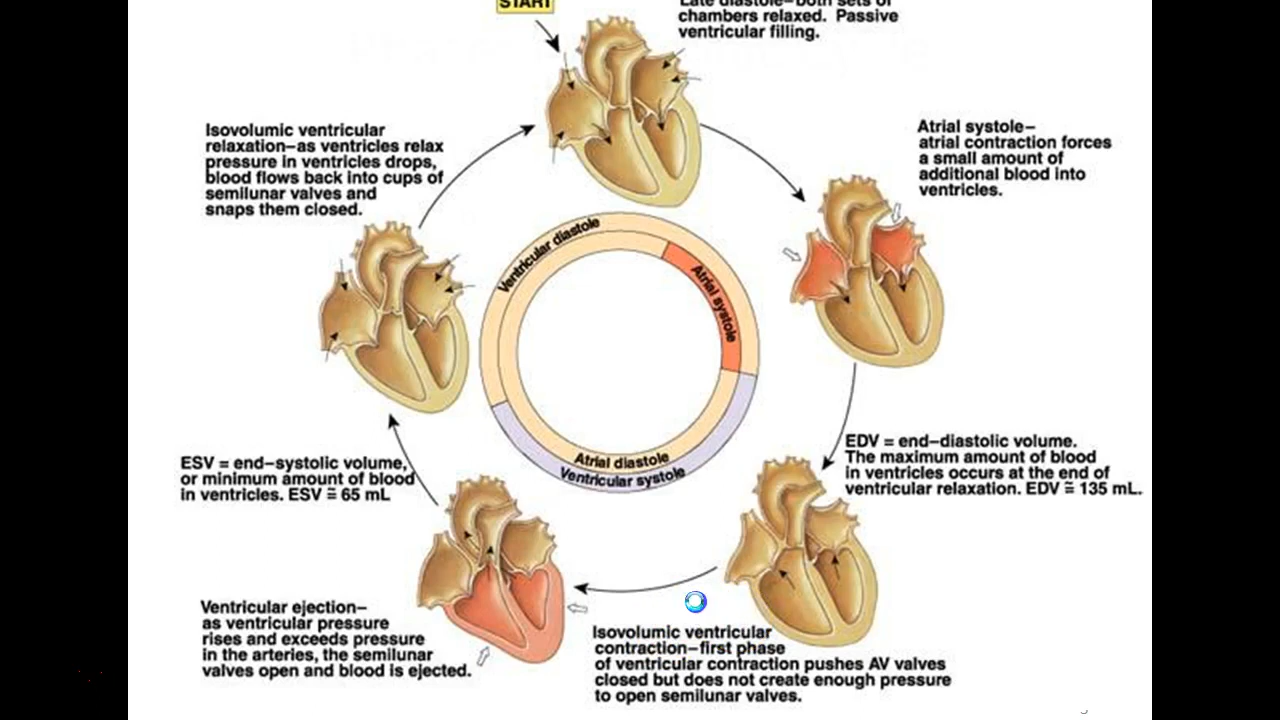 START
Late diastole–both sets of
chambers relaxed. Passive
ventricular filling.
Isovolumic ventricular
relaxation–as ventricles relax
pressure in ventricles drops,
blood flows back into cups of
semilunar valves and
snaps them closed.
Atrial systole–
atrial contraction forces
a small amount of
additional blood into
ventricles.
Ventricular diastole
Atrial systole
Atrial diastole
Ventricular systole
ESV = end–systolic volume,
or minimum amount of blood
in ventricles. ESV ≅ 65 mL
EDV = end–diastolic volume.
The maximum amount of blood
in ventricles occurs at the end of
ventricular relaxation. EDV ≅ 135 mL.
Ventricular ejection–
as ventricular pressure
rises and exceeds pressure
in the arteries, the semilunar
valves open and blood is ejected.
Isovolumic ventricular
contraction–first phase
of ventricular contraction pushes AV valves
closed but does not create enough pressure
to open semilunar valves.